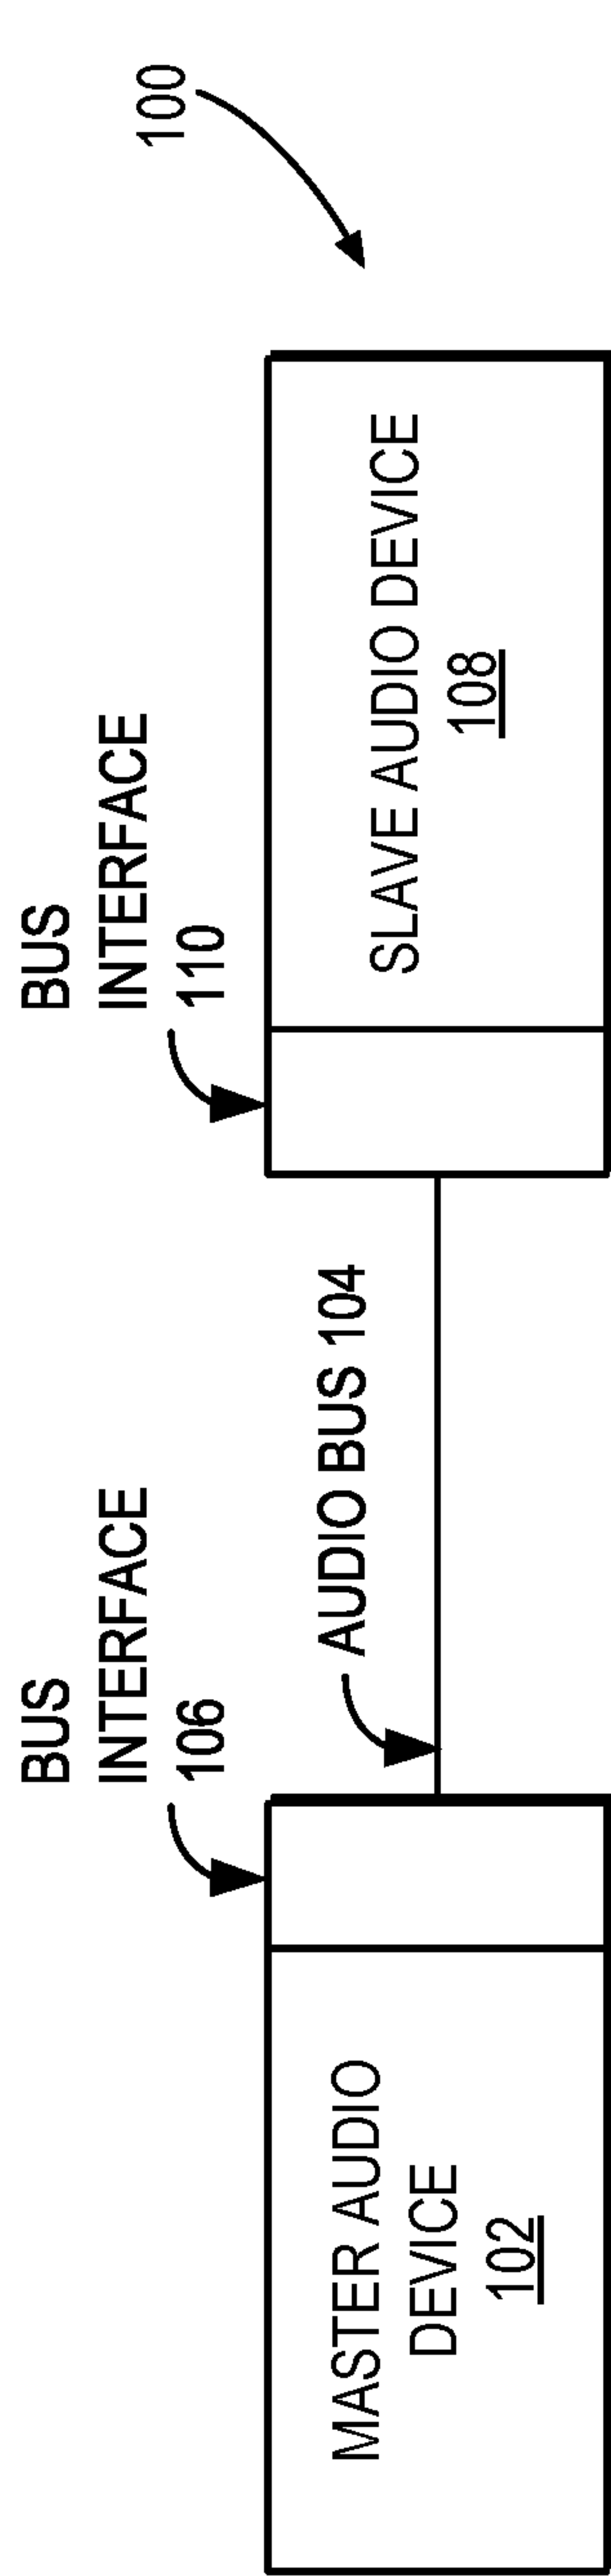 100
BUS
INTERFACE
106
BUS
INTERFACE
110
AUDIO BUS 104
MASTER AUDIO
DEVICE
102
SLAVE AUDIO DEVICE
108